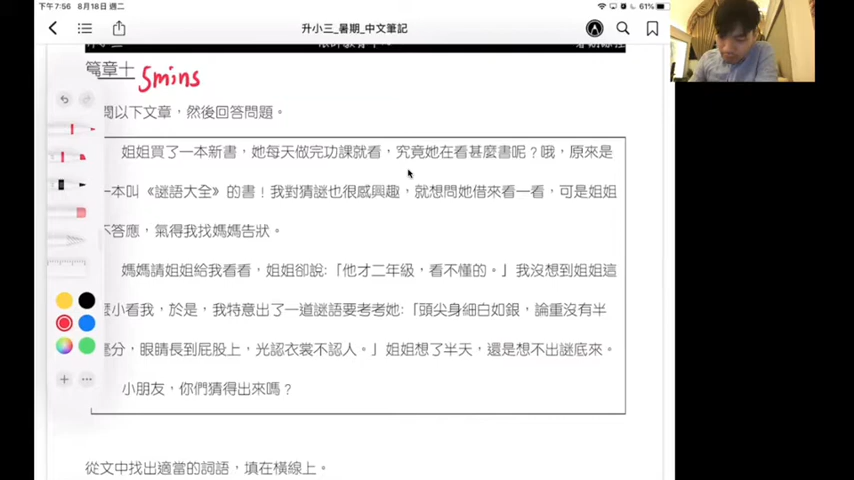 下午7:56 8月18日 週二
61%
升小三_暑期_中文筆記
篇章十 5mins
閱以下文章，然後回答問題。
姐姐買了一本新書，她每天做完功課就看，究竟她在看甚麼書呢？哦，原來是
一本叫《謎語大全》的書！我對猜謎也很感興趣，就想問她借來看一看，可是姐姐
不答應，氣得我找媽媽告狀。
媽媽請姐姐給我看看，姐姐卻說:「他才二年級，看不懂的。」我沒想到姐姐這
麼小看我，於是，我特意出了一道謎語要考考她:「頭尖身細白如銀，論重沒有半
毫分，眼睛長到屁股上，光認衣裳不認人。」姐姐想了半天，還是想不出謎底來。
小朋友，你們猜得出來嗎？
從文中找出適當的詞語，填在橫線上。